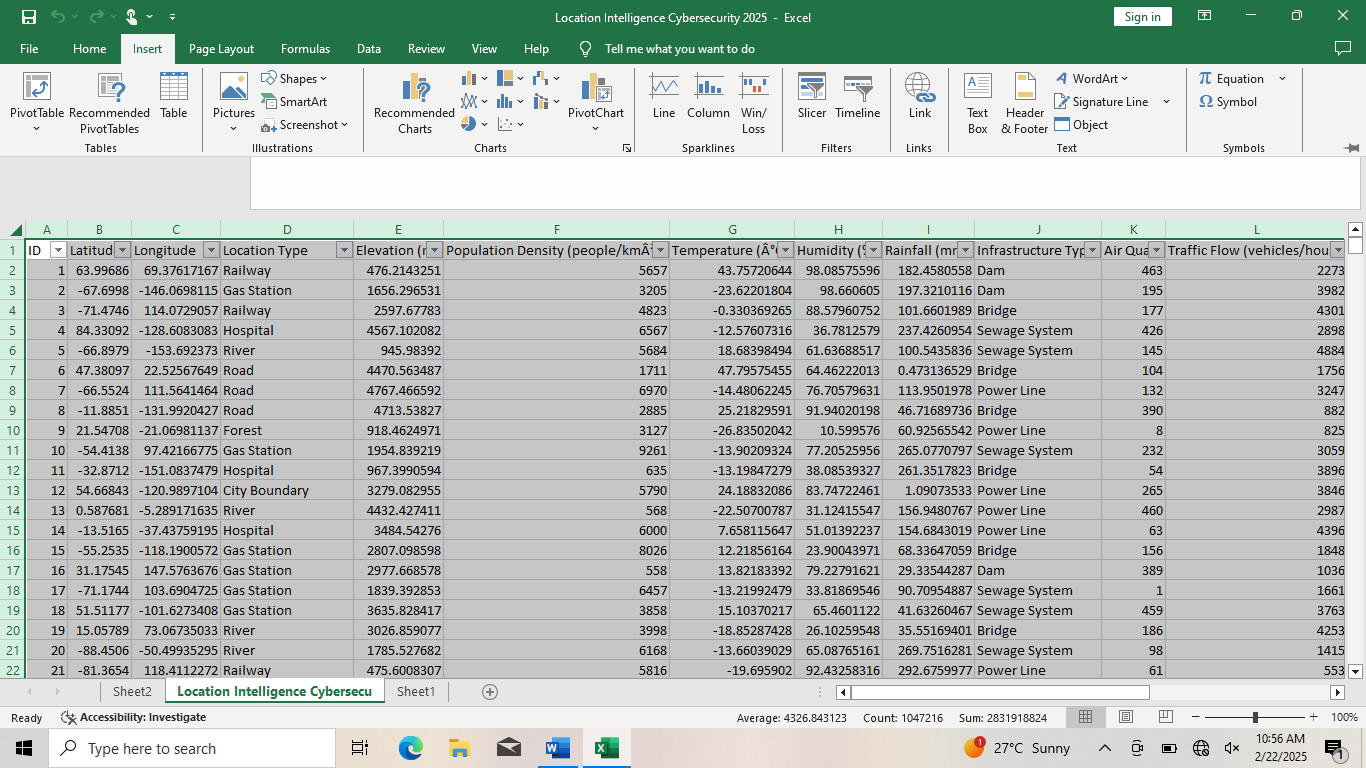 Location Intelligence Cybersecurity 2025 - Excel
Sign in
File Home Insert Page Layout Formulas Data Review View Help Tell me what you want to do
PivotTable Recommended PivotTables Table
Tables
Pictures Shapes SmartArt Screenshot
Illustrations
Recommended Charts PivotChart
Charts
Line Column Win/Loss
Sparklines
Slicer Timeline
Filters
Link
Links
Text Box Header & Footer WordArt Signature Line Object
Text
Equation Symbol
Symbols
A B C D E F G H I J K L
1 ID Latitud Longitude Location Type Elevation (r Population Density (people/kmÂ² Temperature (Â° Humidity (% Rainfall (mm Infrastructure Typ Air Qua Traffic Flow (vehicles/hou
2 1 63.99686 69.37617167 Railway 476.2143251 5657 43.75720644 98.08575596 182.4580558 Dam 463 2273
3 2 -67.6998 -146.0698115 Gas Station 1656.296531 3205 -23.62201804 98.660605 197.3210116 Dam 195 3982
4 3 -71.4746 114.0729057 Railway 2597.67783 4823 -0.330369265 88.57960752 101.6601989 Bridge 177 4301
5 4 84.33092 -128.6083083 Hospital 4567.102082 6567 -12.57607316 36.7812579 237.4260954 Sewage System 426 2898
6 5 -66.8979 -153.692373 River 945.98392 5684 18.68398494 61.63688517 100.5435836 Sewage System 145 4884
7 6 47.38097 22.52567649 Road 4470.563487 1711 47.79575455 64.46222013 0.473136529 Bridge 104 1756
8 7 -66.5524 111.5641464 Road 4767.466592 6970 -14.48062245 76.70579631 113.9501978 Power Line 132 3247
9 8 -11.8851 -131.9920427 Road 4713.53827 2885 25.21829591 91.94020198 46.71689736 Bridge 390 882
10 9 21.54708 -21.06981137 Forest 918.4624971 3127 -26.83502042 10.599576 60.92565542 Power Line 8 825
11 10 -54.4138 97.42166775 Gas Station 1954.839219 9261 -13.90209324 77.20525956 265.0770797 Sewage System 232 3059
12 11 -32.8712 -151.0837479 Hospital 967.3990594 635 -13.19847279 38.08539327 261.3517823 Bridge 54 3896
13 12 54.66843 -120.9897104 City Boundary 3279.082955 5790 24.18832086 83.74722461 1.09073533 Power Line 265 3846
14 13 0.587681 -5.289171635 River 4432.427411 568 -22.50700787 31.12415547 156.9480767 Power Line 460 2987
15 14 -13.5165 -37.43759195 Hospital 3484.54276 6000 7.658115647 51.01392237 154.6843019 Power Line 63 4396
16 15 -55.2535 -118.1900572 Gas Station 2807.098598 8026 12.21856164 23.90043971 68.33647059 Bridge 156 1848
17 16 31.17545 147.5763676 Gas Station 2977.668578 558 13.82183392 79.22791621 29.33544287 Dam 389 1036
18 17 -71.1744 103.6904725 Gas Station 1839.392853 6457 -13.21992479 33.81869546 90.70954887 Sewage System 1 1661
19 18 51.51177 -101.6273408 Gas Station 3635.828417 3858 15.10370217 65.4601122 41.63260467 Sewage System 459 3763
20 19 15.05789 73.06735033 River 3026.859077 3998 -18.85287428 26.10259548 35.55169401 Bridge 186 4253
21 20 -88.4506 -50.49935295 River 1785.527682 6168 -13.66039029 65.08765161 269.7516281 Sewage System 98 1415
22 21 -81.3654 118.4112272 Railway 475.6008307 5816 -19.695902 92.43258316 292.6759977 Power Line 61 553
Sheet2 Location Intelligence Cybersecu Sheet1
Ready Accessibility: Investigate Average: 4326.843123 Count: 1047216 Sum: 2831918824 100%
Type here to search 1 27°C Sunny 10:56 AM
2/22/2025 1